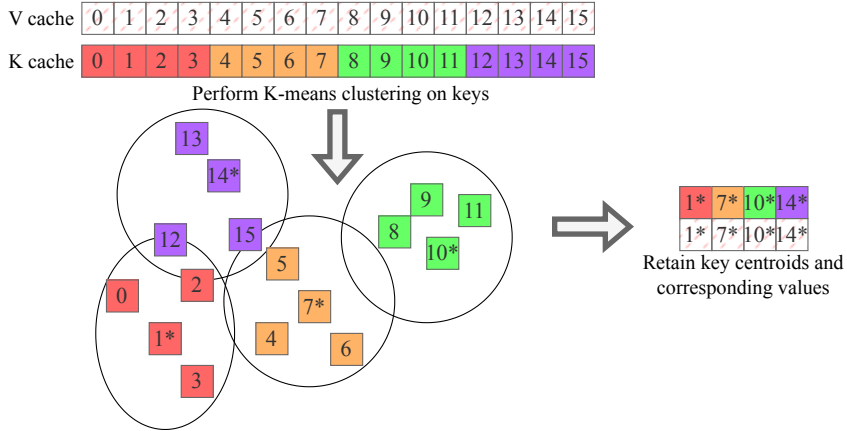 V cache 0 1 2 3 4 5 6 7 8 9 10 11 12 13 14 15
K cache 0 1 2 3 4 5 6 7 8 9 10 11 12 13 14 15
Perform K-means clustering on keys
13
14*
12
15
0
2
1*
3
5
7*
4
6
9
11
8
10*
1* 7* 10* 14*
1* 7* 10* 14*
Retain key centroids and
corresponding values